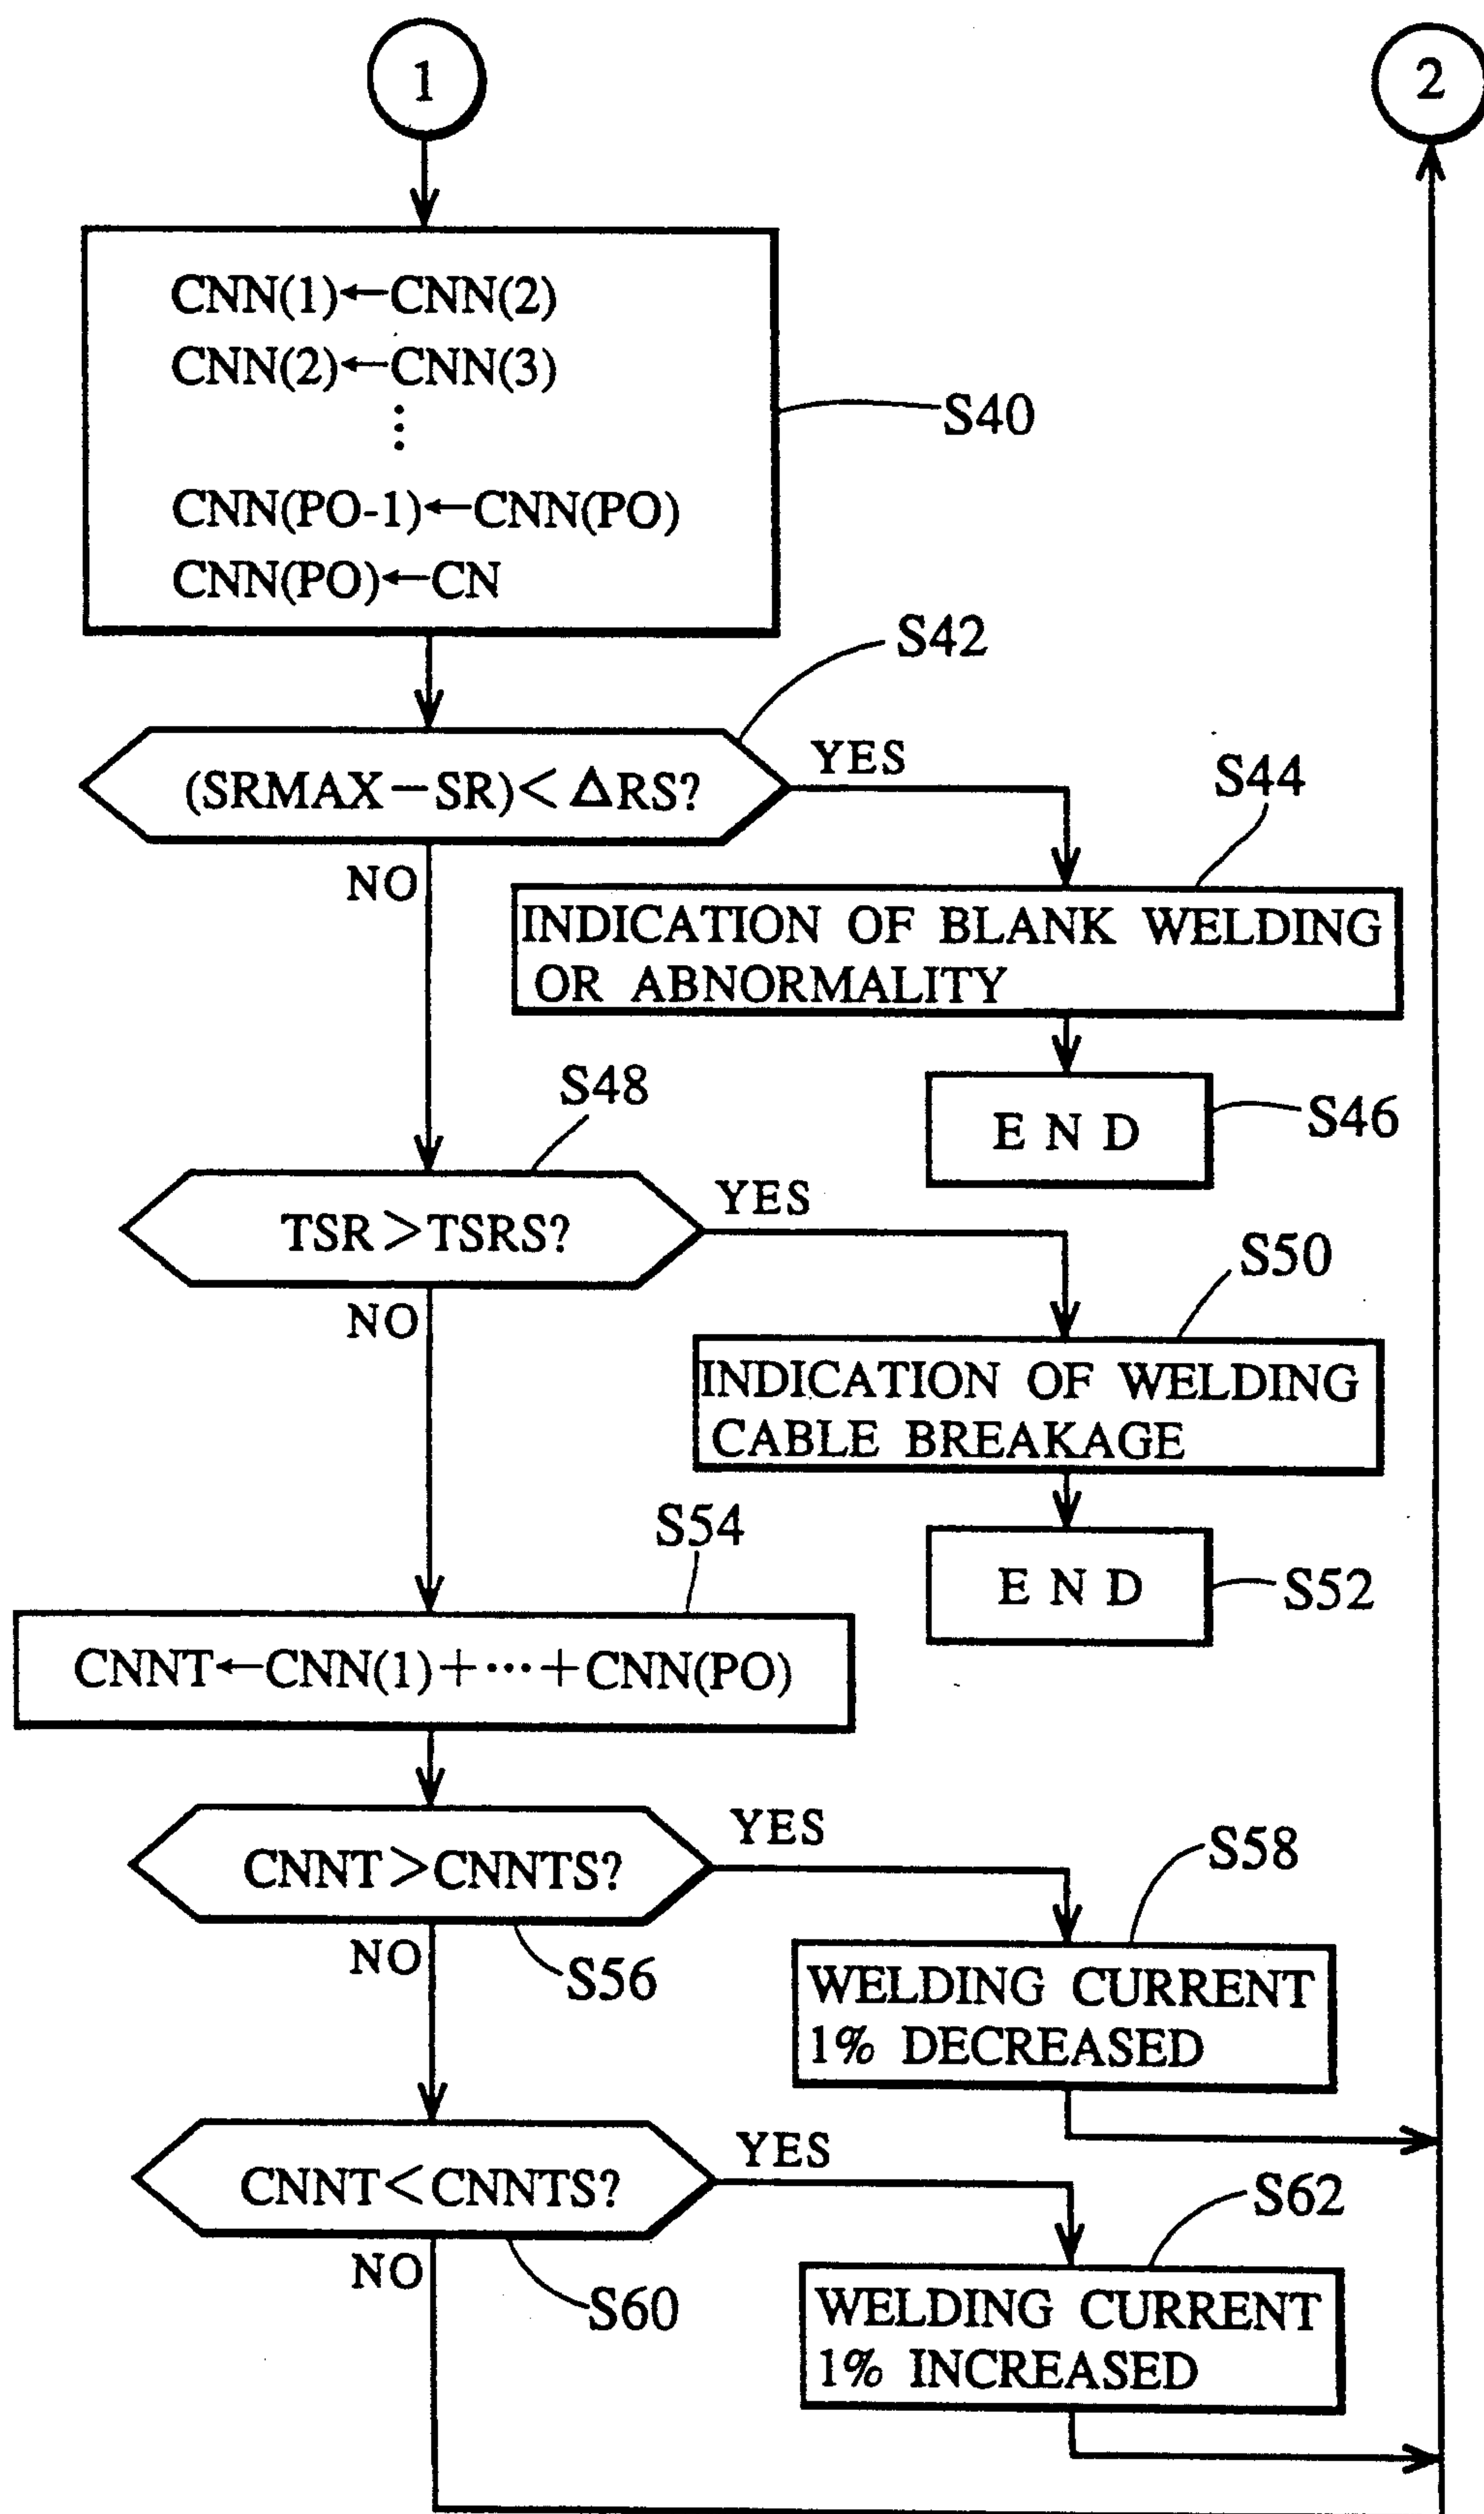 1
2
CNN(1)←CNN(2)
CNN(2)←CNN(3)
⋮
CNN(PO-1)←CNN(PO)
CNN(PO)←CN
S40
S42
(SRMAX－SR)＜△RS?
YES
NO
S44
INDICATION OF BLANK WELDING
OR ABNORMALITY
END
S46
S48
TSR＞TSRS?
YES
NO
S50
INDICATION OF WELDING
CABLE BREAKAGE
END
S52
S54
CNNT←CNN(1)+⋯+CNN(PO)
CNNT＞CNNTS?
YES
NO
S56
S58
WELDING CURRENT
1% DECREASED
CNNT＜CNNTS?
YES
NO
S60
S62
WELDING CURRENT
1% INCREASED